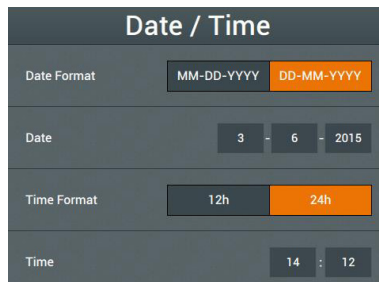 Date / Time
Date Format MM-DD-YYYY DD-MM-YYYY
Date 3 - 6 - 2015
Time Format 12h 24h
Time 14 : 12